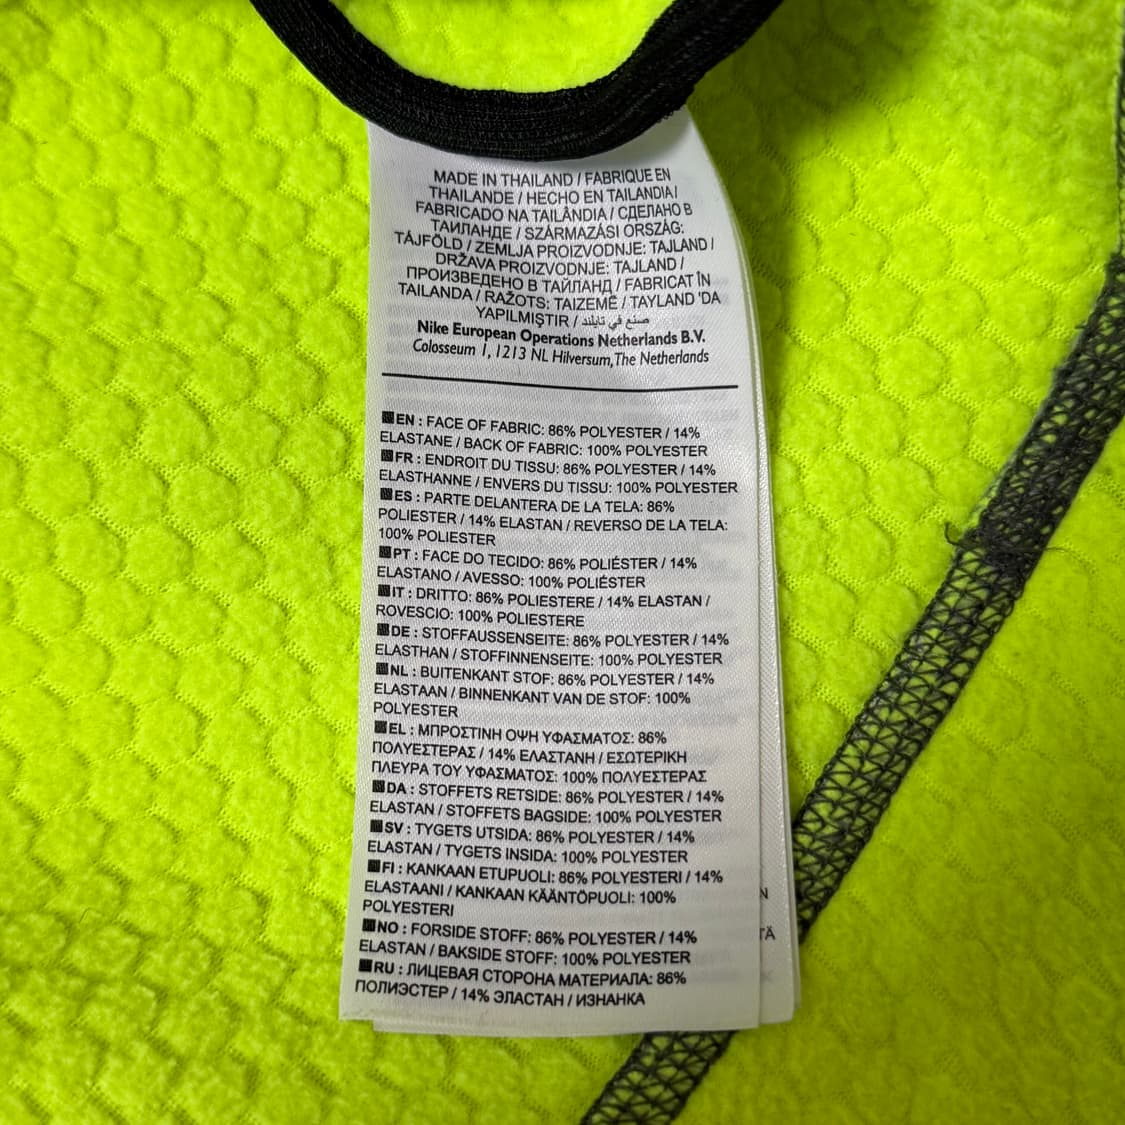 MADE IN THAILAND / FABRIQUE EN
THAILANDE / HECHO EN TAILANDIA /
FABRICADO NA TAILÂNDIA / СДЕЛАНО В
ТАИЛАНДЕ / SZÁRMAZÁSI ORSZÁG:
TÁJFÖLD / ZEMLJA PROIZVODNJE: TAJLAND /
DRŽAVA PROIZVODNJE: TAJLAND /
ПРОИЗВЕДЕНО В ТАЙЛАНД / FABRICAT ÎN
TAILANDA / RAŽOTS: TAIZEMĒ / TAYLAND 'DA
YAPILMIŞTIR / صنع في تايلند
Nike European Operations Netherlands B.V.
Colosseum 1, 1213 NL Hilversum, The Netherlands
EN : FACE OF FABRIC: 86% POLYESTER / 14%
ELASTANE / BACK OF FABRIC: 100% POLYESTER
FR : ENDROIT DU TISSU: 86% POLYESTER / 14%
ELASTHANNE / ENVERS DU TISSU: 100% POLYESTER
ES : PARTE DELANTERA DE LA TELA: 86%
POLIESTER / 14% ELASTAN / REVERSO DE LA TELA:
100% POLIESTER
PT : FACE DO TECIDO: 86% POLIÉSTER / 14%
ELASTANO / AVESSO: 100% POLIÉSTER
IT : DRITTO: 86% POLIESTERE / 14% ELASTAN /
ROVESCIO: 100% POLIESTERE
DE : STOFFAUSSENSEITE: 86% POLYESTER / 14%
ELASTHAN / STOFFINNENSEITE: 100% POLYESTER
NL : BUITENKANT STOF: 86% POLYESTER / 14%
ELASTAAN / BINNENKANT VAN DE STOF: 100%
POLYESTER
EL : ΜΠΡΟΣΤΙΝΗ ΟΨΗ ΥΦΑΣΜΑΤΟΣ: 86%
ΠΟΛΥΕΣΤΕΡΑΣ / 14% ΕΛΑΣΤΑΝΗ / ΕΣΩΤΕΡΙΚΗ
ΠΛΕΥΡΑ ΤΟΥ ΥΦΑΣΜΑΤΟΣ: 100% ΠΟΛΥΕΣΤΕΡΑΣ
DA : STOFFETS RETSIDE: 86% POLYESTER / 14%
ELASTAN / STOFFETS BAGSIDE: 100% POLYESTER
SV : TYGETS UTSIDA: 86% POLYESTER / 14%
ELASTAN / TYGETS INSIDA: 100% POLYESTER
FI : KANKAAN ETUPUOLI: 86% POLYESTERI / 14%
ELASTAANI / KANKAAN KÄÄNTÖPUOLI: 100%
POLYESTERI
NO : FORSIDE STOFF: 86% POLYESTER / 14%
ELASTAN / BAKSIDE STOFF: 100% POLYESTER
RU : ЛИЦЕВАЯ СТОРОНА МАТЕРИАЛА: 86%
ПОЛИЭСТЕР / 14% ЭЛАСТАН / ИЗНАНКА